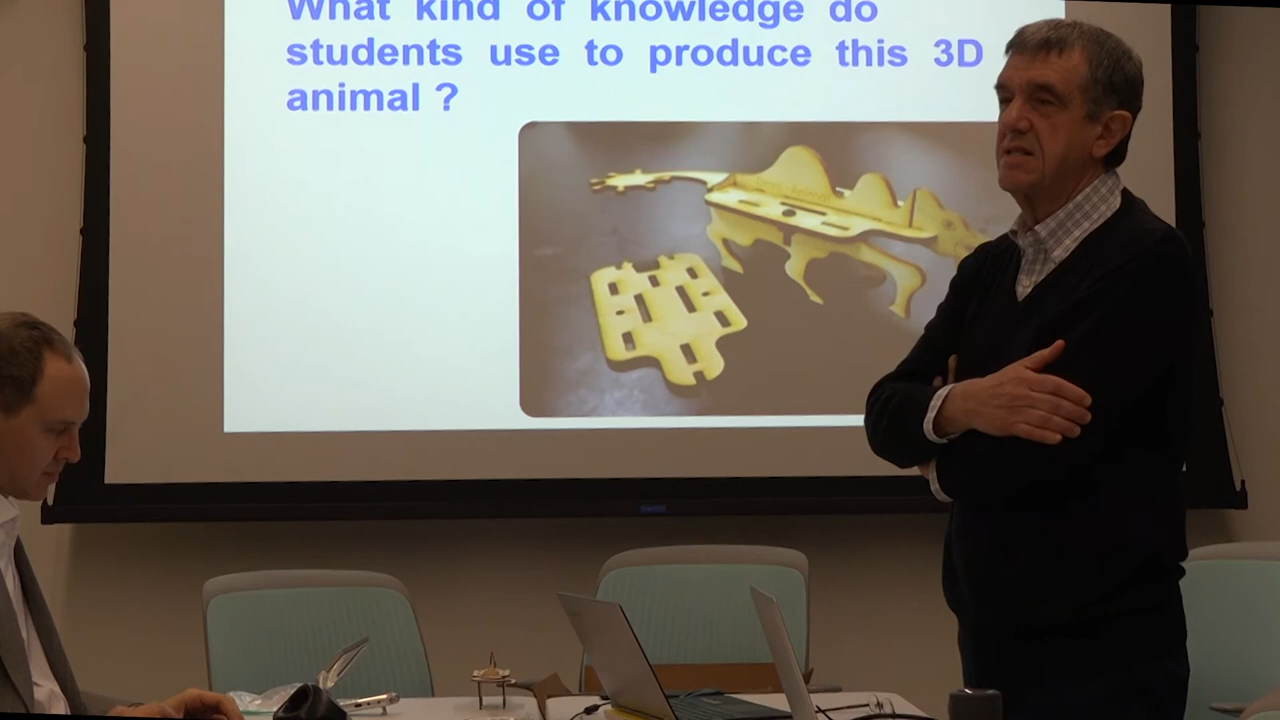 What kind of knowledge do
students use to produce this 3D
animal ?